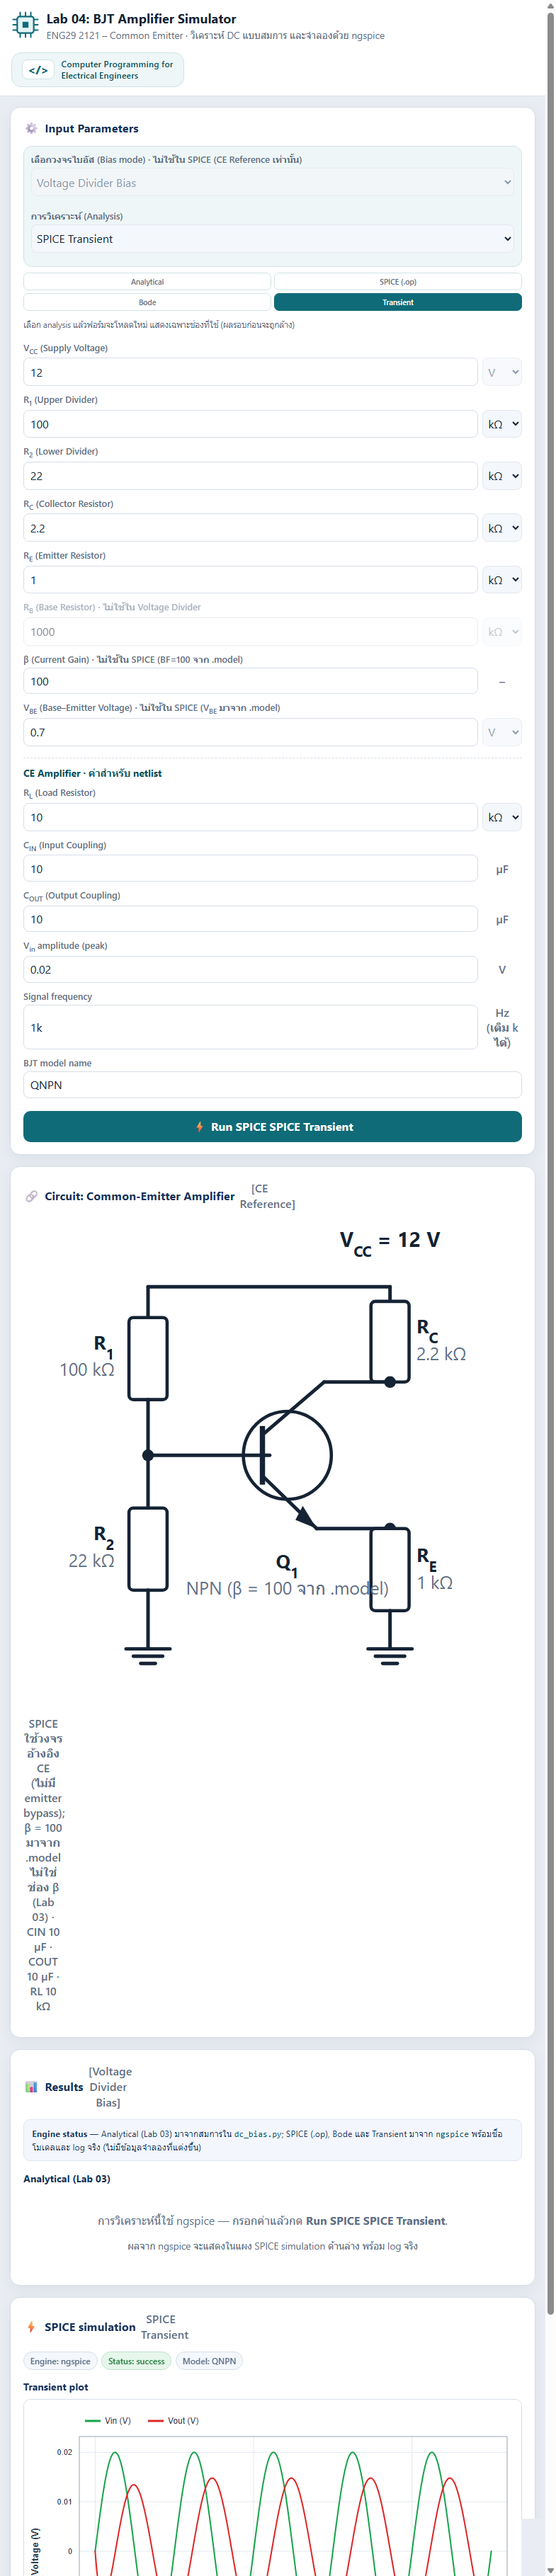 Lab 04: BJT Amplifier Simulator
ENG29 2121 – Common Emitter · วิเคราะห์ DC แบบสมการ และจำลองด้วย ngspice
</> Computer Programming for
Electrical Engineers
Input Parameters
เลือกวงจรไบอัส (Bias mode) · ไม่ใช้ใน SPICE (CE Reference เท่านั้น)
Voltage Divider Bias
การวิเคราะห์ (Analysis)
SPICE Transient
Analytical
SPICE (.op)
Bode
Transient
เลือก analysis แล้วฟอร์มจะโหลดใหม่ แสดงเฉพาะช่องที่ใช้ (ผลรอบก่อนจะถูกล้าง)
VCC (Supply Voltage)
12 V
R1 (Upper Divider)
100 kΩ
R2 (Lower Divider)
22 kΩ
RC (Collector Resistor)
2.2 kΩ
RE (Emitter Resistor)
1 kΩ
RB (Base Resistor) · ไม่ใช้ใน Voltage Divider
1000 kΩ
β (Current Gain) · ไม่ใช้ใน SPICE (BF=100 จาก .model)
100 –
VBE (Base–Emitter Voltage) · ไม่ใช้ใน SPICE (VBE มาจาก .model)
0.7 V
CE Amplifier · ค่าสำหรับ netlist
RL (Load Resistor)
10 kΩ
CIN (Input Coupling)
10 µF
COUT (Output Coupling)
10 µF
Vin amplitude (peak)
0.02 V
Signal frequency
1k Hz
(เติม k
ได้)
BJT model name
QNPN
Run SPICE SPICE Transient
Circuit: Common-Emitter Amplifier [CE
Reference]
VCC = 12 V
R1
100 kΩ
RC
2.2 kΩ
R2
22 kΩ
Q1
NPN (β = 100 จาก .model)
RE
1 kΩ
SPICE
ใช้วงจร
อ้างอิง
CE
(ไม่มี
emitter
bypass);
β = 100
มาจาก
.model
ไม่ใช่
ช่อง β
(Lab
03) ·
CIN 10
µF ·
COUT
10 µF ·
RL 10
kΩ
Results [Voltage
Divider
Bias]
Engine status — Analytical (Lab 03) มาจากสมการใน dc_bias.py; SPICE (.op), Bode และ Transient มาจาก ngspice พร้อมชื่อ
โมเดลและ log จริง (ไม่มีข้อมูลจำลองที่แต่งขึ้น)
Analytical (Lab 03)
การวิเคราะห์นี้ใช้ ngspice — กรอกค่าแล้วกด Run SPICE SPICE Transient.
ผลจาก ngspice จะแสดงในแผง SPICE simulation ด้านล่าง พร้อม log จริง
SPICE simulation SPICE
Transient
Engine: ngspice
Status: success
Model: QNPN
Transient plot
Vin (V)
Vout (V)
0.02
0.01
0
Voltage (V)